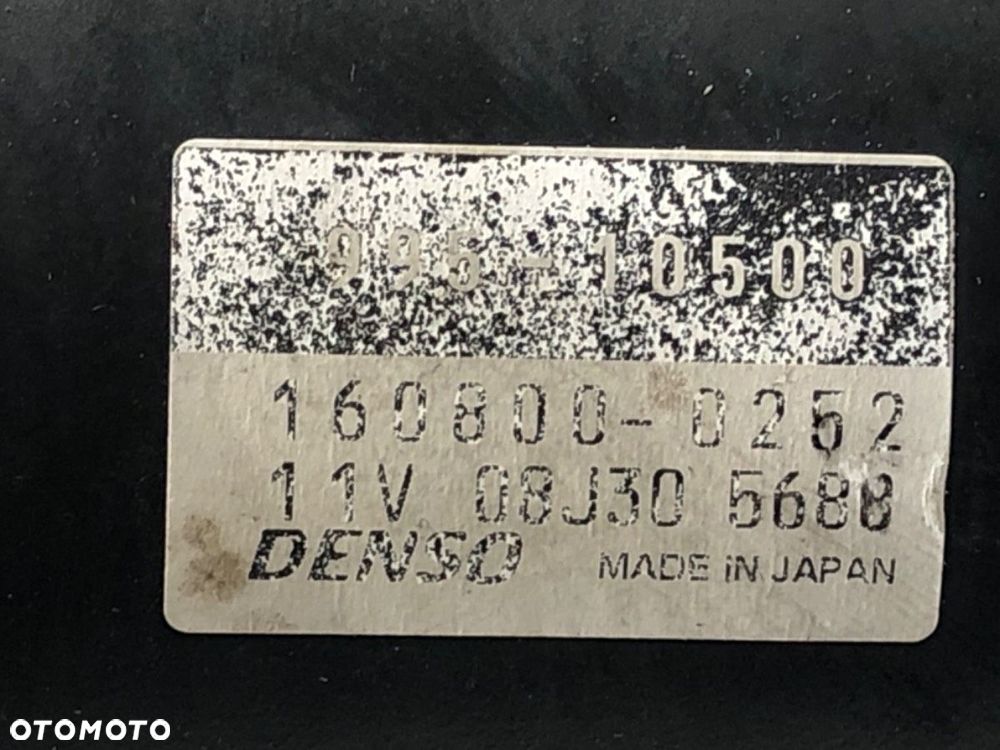 995-10500
160800-0252
11V 08J30 5688
DENSO MADE IN JAPAN
OTOMOTO